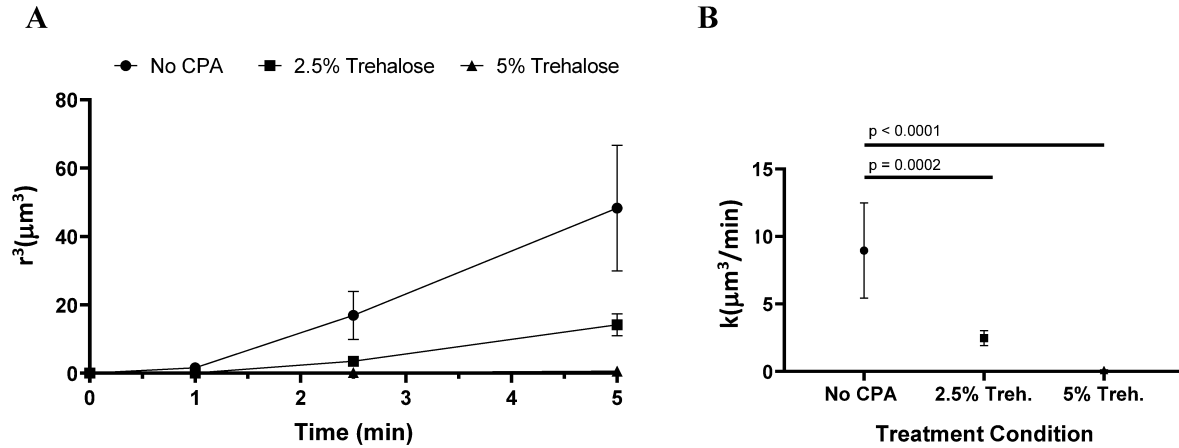 A
No CPA 2.5% Trehalose 5% Trehalose
80
60
40
20
0
r³(μm³)
0 1 2 3 4 5
Time (min)
B
p < 0.0001
p = 0.0002
15
10
5
0
k(μm³/min)
No CPA 2.5% Treh. 5% Treh.
Treatment Condition